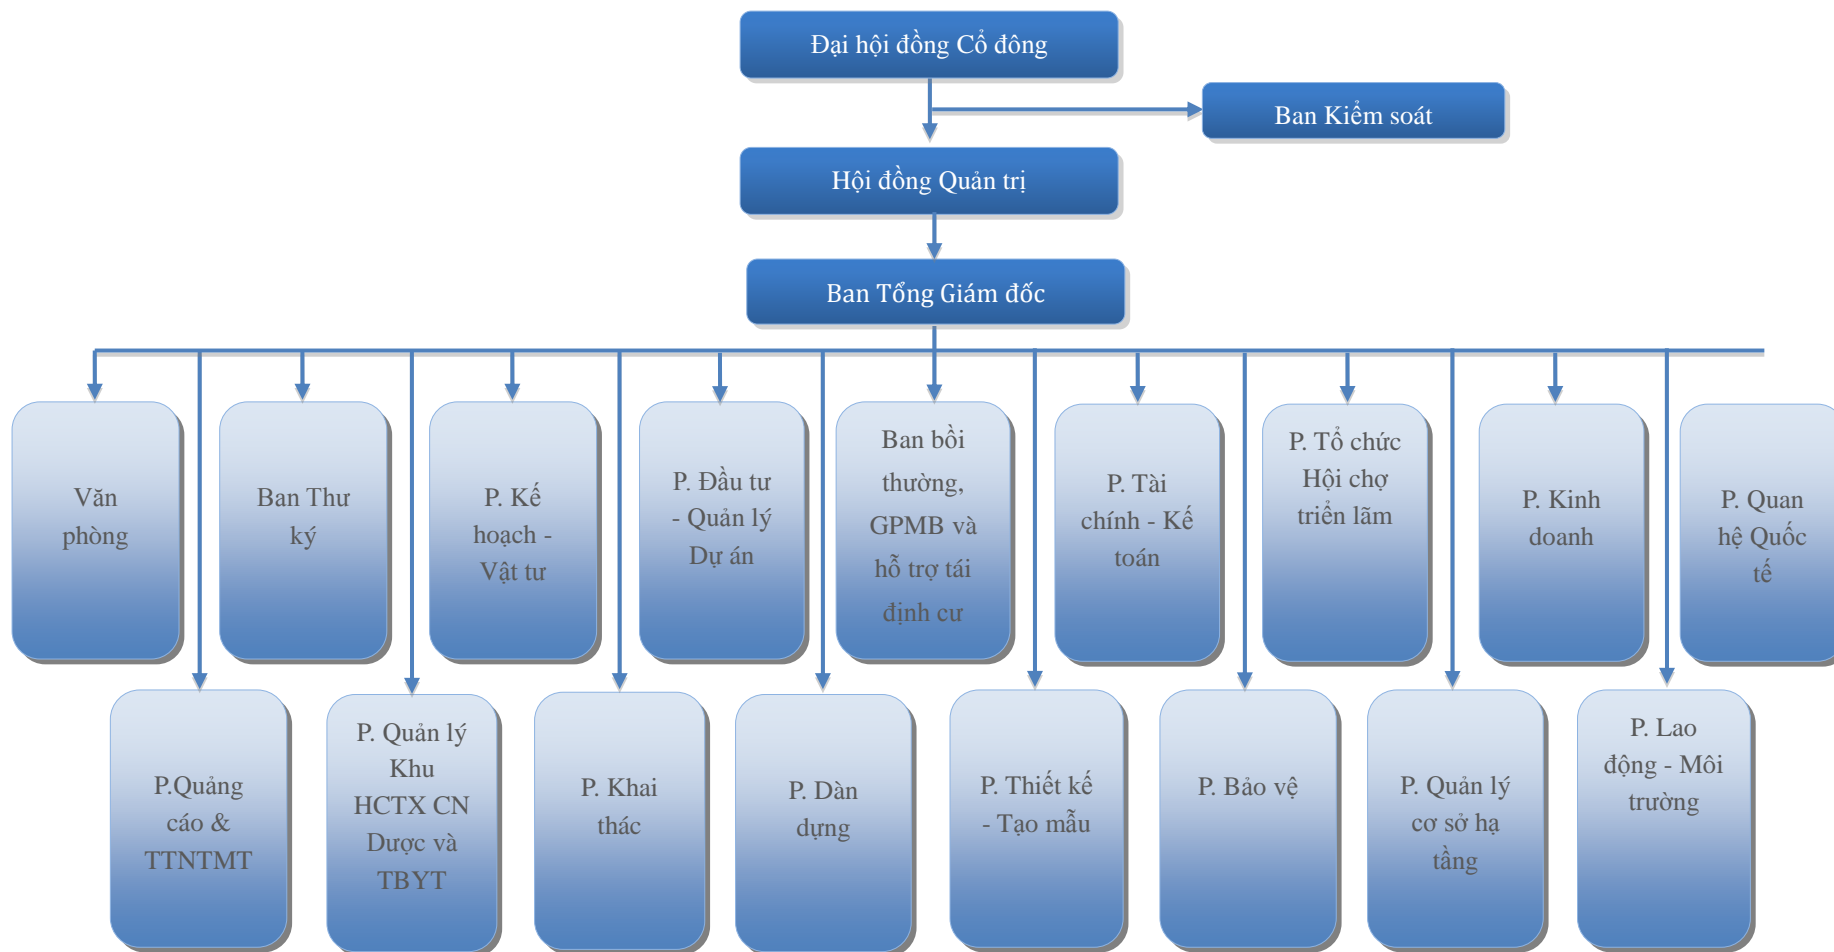 Đại hội đồng Cổ đông
Ban Kiểm soát
Hội đồng Quản trị
Ban Tổng Giám đốc
Văn
phòng
Ban Thư
ký
P. Kế
hoạch -
Vật tư
P. Đầu tư
- Quản lý
Dự án
Ban bồi
thường,
GPMB và
hỗ trợ tái
định cư
P. Tài
chính - Kế
toán
P. Tổ chức
Hội chợ
triển lãm
P. Kinh
doanh
P. Quan
hệ Quốc
tế
P.Quảng
cáo &
TTNTMT
P. Quản lý
Khu
HCTX CN
Dược và
TBYT
P. Khai
thác
P. Dàn
dựng
P. Thiết kế
- Tạo mẫu
P. Bảo vệ
P. Quản lý
cơ sở hạ
tầng
P. Lao
động - Môi
trường